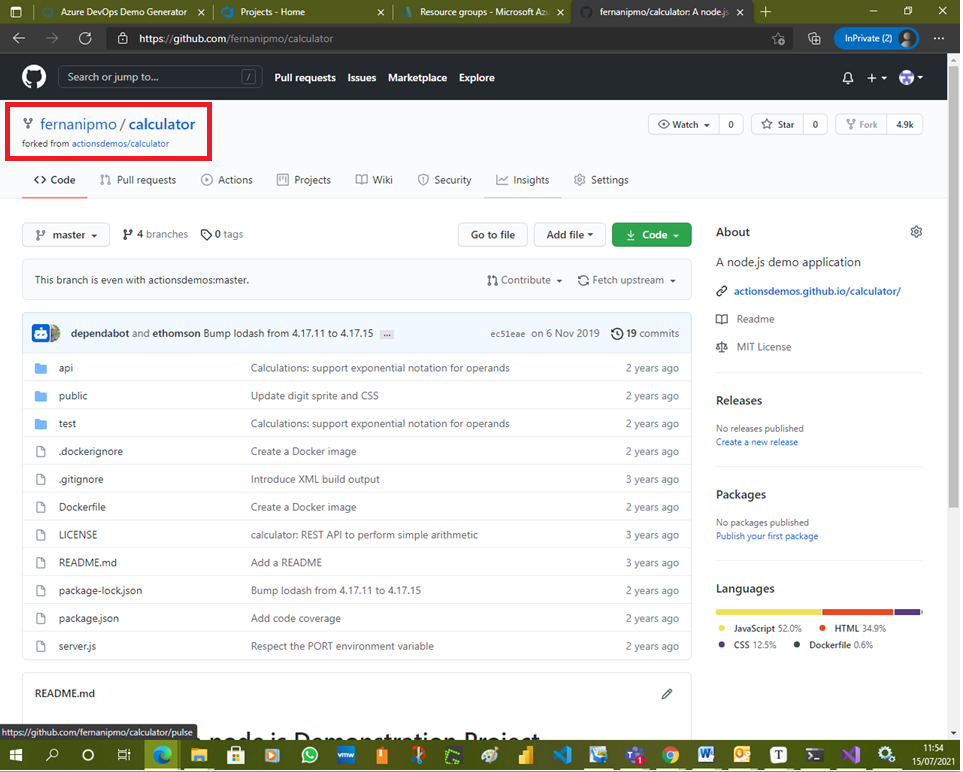 Azure DevOps Demo Generator
Projects - Home
Resource groups - Microsoft Azu
fernanipmo/calculator: A node.js
https://github.com/fernanipmo/calculator
InPrivate (2)
Search or jump to...
/
Pull requests
Issues
Marketplace
Explore
fernanipmo / calculator
forked from actionsdemos/calculator
Watch 0
Star 0
Fork 4.9k
Code
Pull requests
Actions
Projects
Wiki
Security
Insights
Settings
master
4 branches
0 tags
Go to file
Add file
Code
This branch is even with actionsdemos:master.
Contribute
Fetch upstream
dependabot and ethomson Bump lodash from 4.17.11 to 4.17.15 ...
ec51eae on 6 Nov 2019
19 commits
api Calculations: support exponential notation for operands 2 years ago
public Update digit sprite and CSS 2 years ago
test Calculations: support exponential notation for operands 2 years ago
.dockerignore Create a Docker image 2 years ago
.gitignore Introduce XML build output 3 years ago
Dockerfile Create a Docker image 2 years ago
LICENSE calculator: REST API to perform simple arithmetic 3 years ago
README.md Add a README 3 years ago
package-lock.json Bump lodash from 4.17.11 to 4.17.15 2 years ago
package.json Add code coverage 2 years ago
server.js Respect the PORT environment variable 2 years ago
README.md
node.js Demonstration Project
About
A node.js demo application
actionsdemos.github.io/calculator/
Readme
MIT License
Releases
No releases published
Create a new release
Packages
No packages published
Publish your first package
Languages
JavaScript 52.0%
HTML 34.9%
CSS 12.5%
Dockerfile 0.6%
https://github.com/fernanipmo/calculator/pulse
vmw
1
T
11:54
15/07/2021